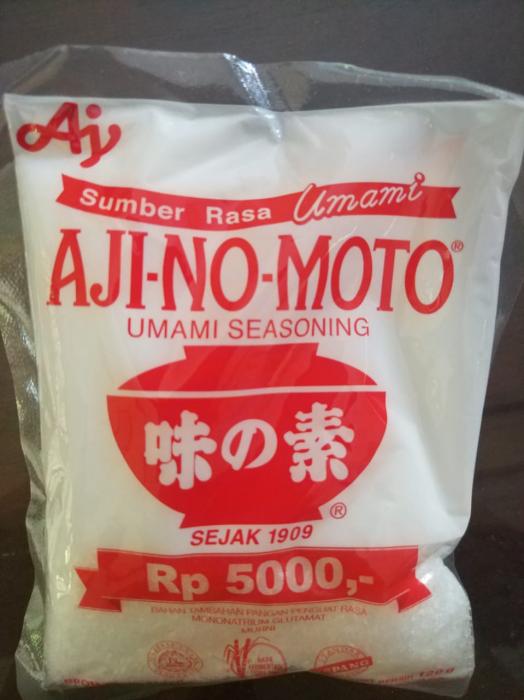 Aj
Sumber Rasa Umami
AJI-NO-MOTO®
UMAMI SEASONING
味の素
®
SEJAK 1909
Rp 5000,-
BAHAN TAMBAHAN PANGAN PENGUAT RASA
MONONATRIUM GLUTAMAT
MURNI